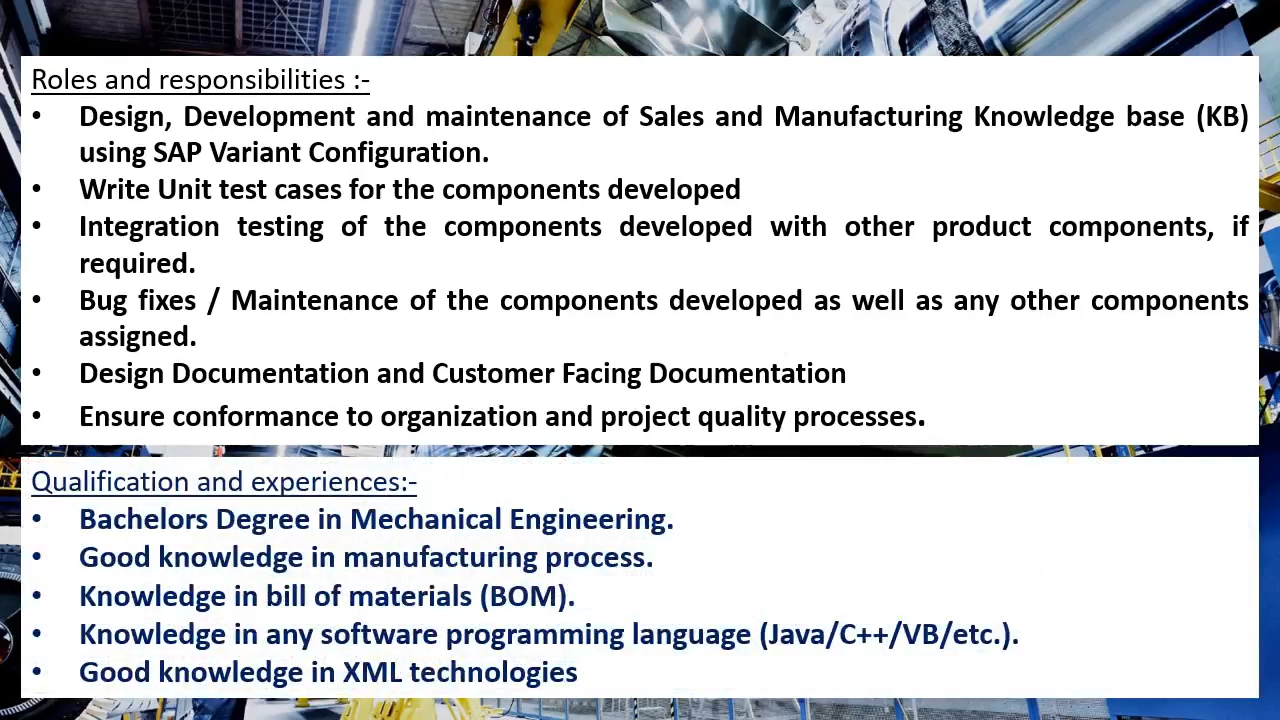 Roles and responsibilities :-
• Design, Development and maintenance of Sales and Manufacturing Knowledge base (KB)
using SAP Variant Configuration.
• Write Unit test cases for the components developed
• Integration testing of the components developed with other product components, if
required.
• Bug fixes / Maintenance of the components developed as well as any other components
assigned.
• Design Documentation and Customer Facing Documentation
• Ensure conformance to organization and project quality processes.
Qualification and experiences:-
• Bachelors Degree in Mechanical Engineering.
• Good knowledge in manufacturing process.
• Knowledge in bill of materials (BOM).
• Knowledge in any software programming language (Java/C++/VB/etc.).
• Good knowledge in XML technologies